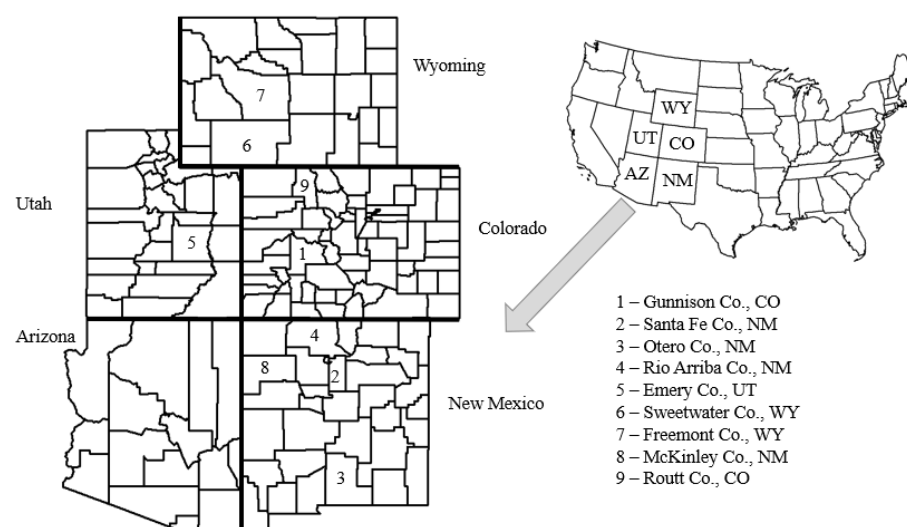 Wyoming
7
6
WY
UT
CO
AZ
NM
Utah
9
5
1
Colorado
Arizona
4
8
2
New Mexico
3
1 – Gunnison Co., CO
2 – Santa Fe Co., NM
3 – Otero Co., NM
4 – Rio Arriba Co., NM
5 – Emery Co., UT
6 – Sweetwater Co., WY
7 – Freemont Co., WY
8 – McKinley Co., NM
9 – Routt Co., CO